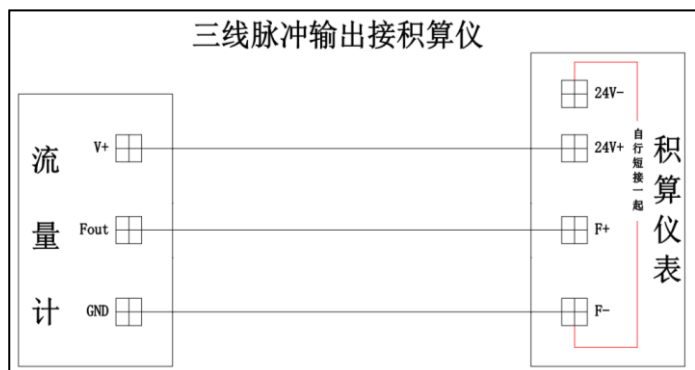 三线脉冲输出接积算仪
流量计
V+
Fout
GND
24V-
24V+
F+
F-
自行短接一起
积算仪表